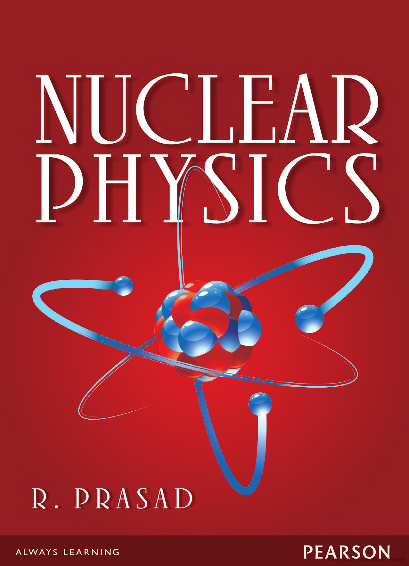 NUCLEAR
PHYSICS
R. PRASAD
ALWAYS LEARNING
PEARSON